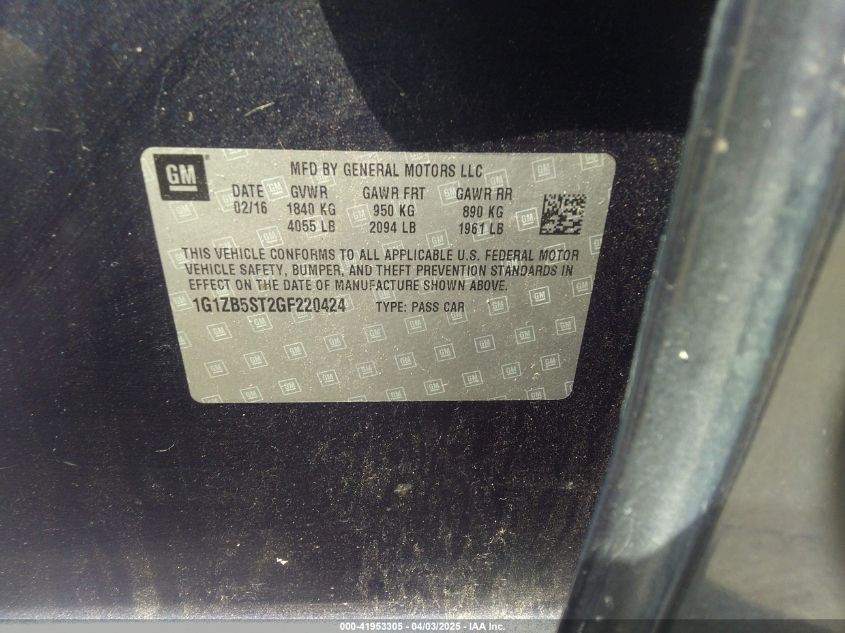 GM
MFD BY GENERAL MOTORS LLC
DATE GVWR GAWR FRT GAWR RR
02/16 1840 KG 950 KG 890 KG
4055 LB 2094 LB 1961 LB
THIS VEHICLE CONFORMS TO ALL APPLICABLE U.S. FEDERAL MOTOR
VEHICLE SAFETY, BUMPER, AND THEFT PREVENTION STANDARDS IN
EFFECT ON THE DATE OF MANUFACTURE SHOWN ABOVE.
1G1ZB5ST2GF220424 TYPE: PASS CAR
000-41953305 - 04/03/2025 - IAA Inc.